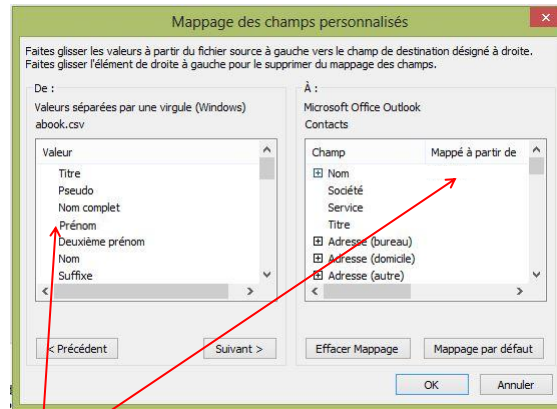 Mappage des champs personnalisés
Faites glisser les valeurs à partir du fichier source à gauche vers le champ de destination désigné à droite.
Faites glisser l'élément de droite à gauche pour le supprimer du mappage des champs.
De :
Valeurs séparées par une virgule (Windows)
abook.csv
Valeur
Titre
Pseudo
Nom complet
Prénom
Deuxième prénom
Nom
Suffixe
< Précédent
Suivant >
À :
Microsoft Office Outlook
Contacts
Champ
Mappé à partir de
Nom
Société
Service
Titre
Adresse (bureau)
Adresse (domicile)
Adresse (autre)
Effacer Mappage
Mappage par défaut
OK
Annuler